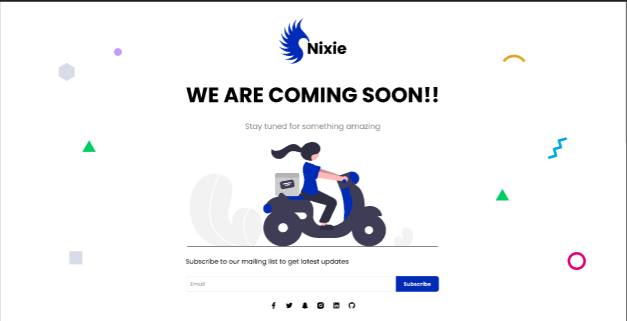 Nixie
WE ARE COMING SOON!!
Stay tuned for something amazing
Subscribe to our mailing list to get latest updates
Email
Subscribe